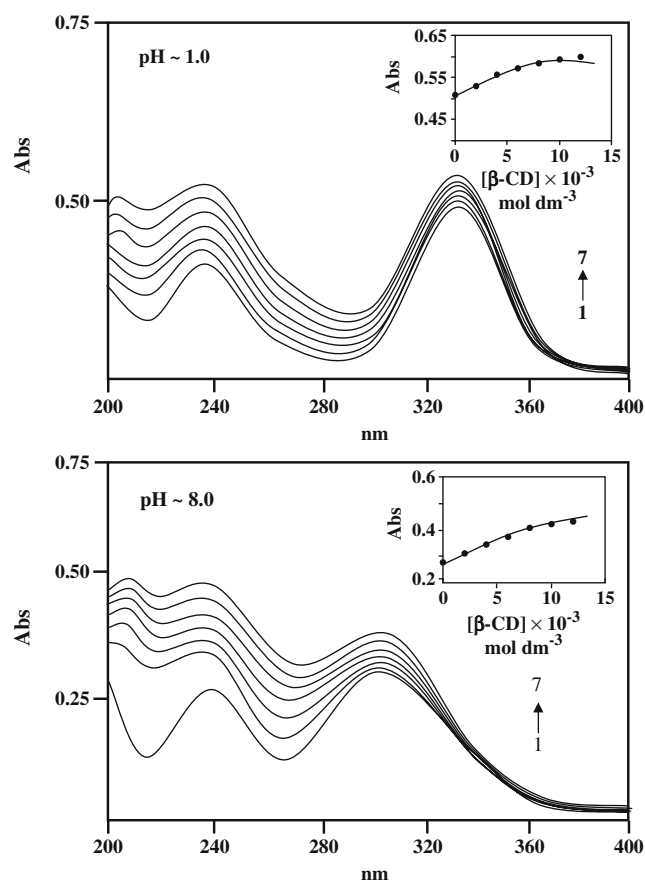 0.75
pH ~ 1.0
0.65
0.55
0.45
Abs
0 5 10 15
[β-CD] × 10⁻³
mol dm⁻³
Abs
0.50
7
1
200 240 280 320 360 400
nm
0.75
pH ~ 8.0
0.6
0.4
0.2
Abs
0 5 10 15
[β-CD] × 10⁻³
mol dm⁻³
0.50
Abs
7
0.25
1
200 240 280 320 360 400
nm